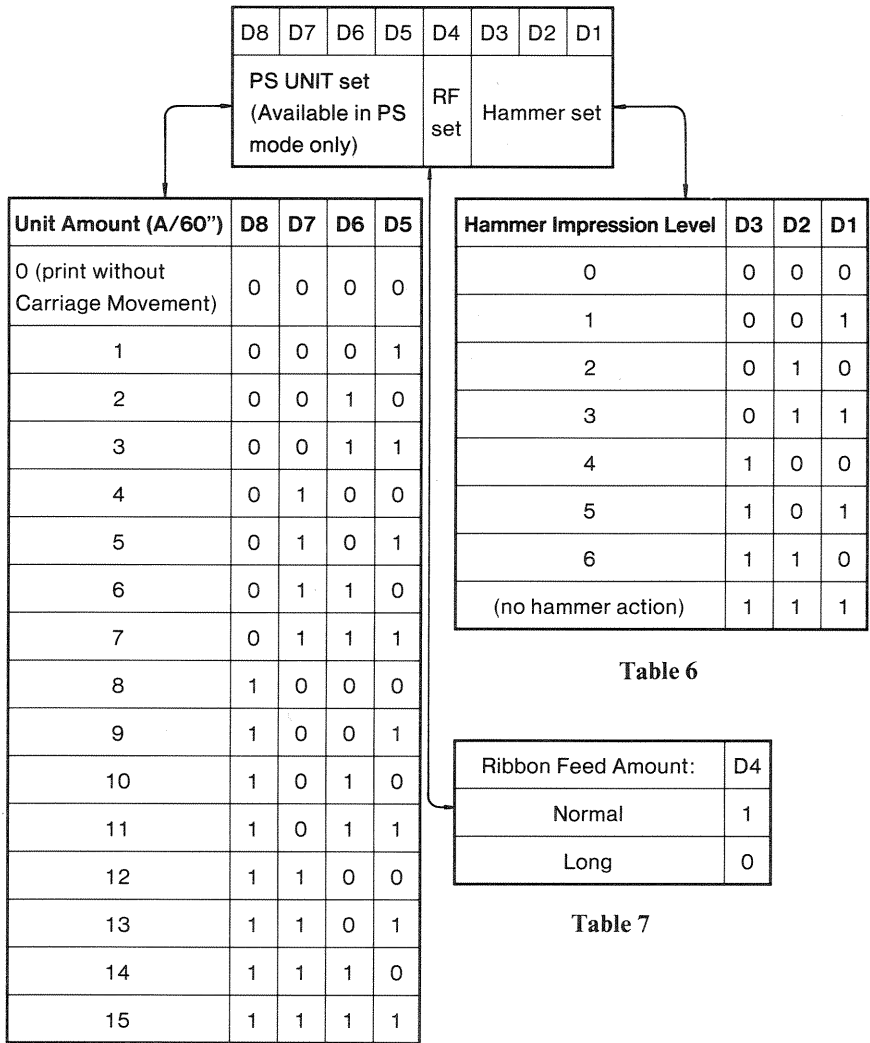 D8 D7 D6 D5 D4 D3 D2 D1
PS UNIT set
(Available in PS
mode only)
RF
set
Hammer set
Unit Amount (A/60") D8 D7 D6 D5
0 (print without
Carriage Movement) 0 0 0 0
1 0 0 0 1
2 0 0 1 0
3 0 0 1 1
4 0 1 0 0
5 0 1 0 1
6 0 1 1 0
7 0 1 1 1
8 1 0 0 0
9 1 0 0 1
10 1 0 1 0
11 1 0 1 1
12 1 1 0 0
13 1 1 0 1
14 1 1 1 0
15 1 1 1 1
Hammer Impression Level D3 D2 D1
0 0 0 0
1 0 0 1
2 0 1 0
3 0 1 1
4 1 0 0
5 1 0 1
6 1 1 0
(no hammer action) 1 1 1
Table 6
Ribbon Feed Amount: D4
Normal 1
Long 0
Table 7